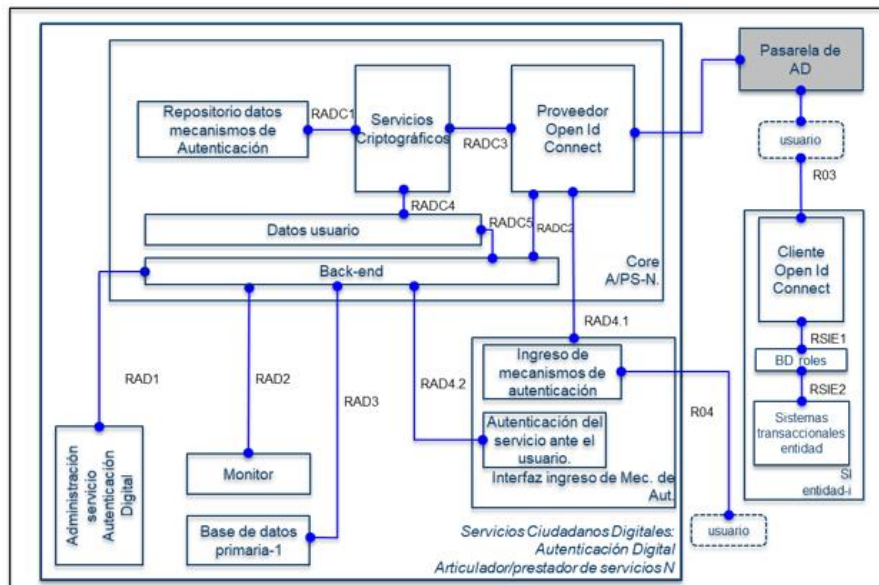 Pasarela de
AD
Repositorio datos
mecanismos de
Autenticación
RADC1
Servicios
Criptográficos
RADC3
Proveedor
Open Id
Connect
usuario
R03
RADC4
Datos usuario
RADC5
RADC2
Back-end
Core
A/PS-N.
Cliente
Open Id
Connect
RSIE1
BD roles
RSIE2
Sistemas
transaccionales
entidad
SI
entidad-i
RAD1
RAD2
RAD3
RAD4.2
RAD4.1
Ingreso de
mecanismos de
autenticación
R04
Autenticación del
servicio ante el
usuario.
Interfaz ingreso de Mec. de
Aut.
Administración
servicio
Autenticación
Digital
Monitor
Base de datos
primaria-1
usuario
Servicios Ciudadanos Digitales:
Autenticación Digital
Articulador/prestador de servicios N